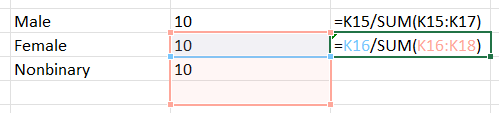 Male 10 =K15/SUM(K15:K17)
Female 10 =K16/SUM(K16:K18)
Nonbinary 10